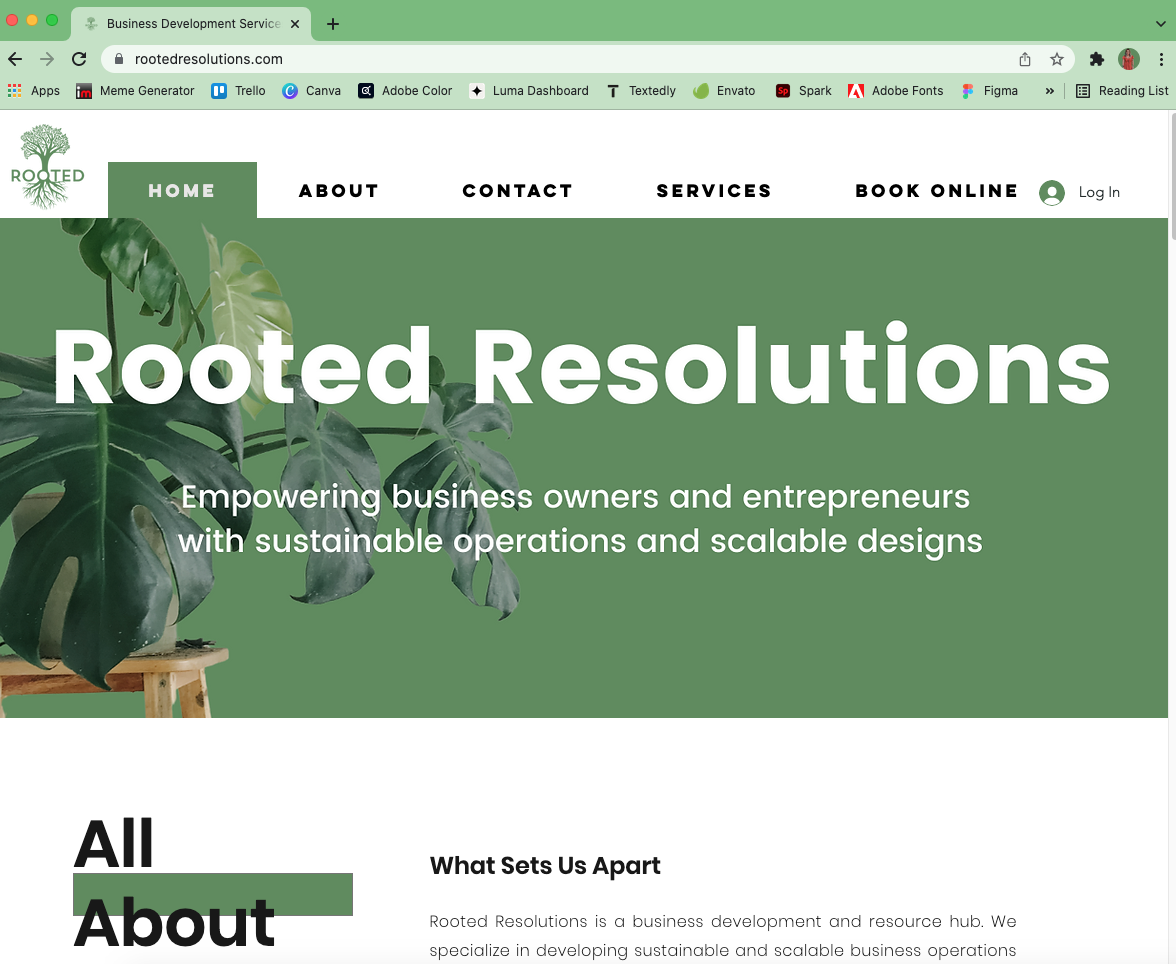 Business Development Service
rootedresolutions.com
Apps Meme Generator Trello Canva Adobe Color Luma Dashboard Textedly Envato Spark Adobe Fonts Figma » Reading List
ROOTED
HOME ABOUT CONTACT SERVICES BOOK ONLINE Log In
Rooted Resolutions
Empowering business owners and entrepreneurs
with sustainable operations and scalable designs
All
About
What Sets Us Apart
Rooted Resolutions is a business development and resource hub. We
specialize in developing sustainable and scalable business operations